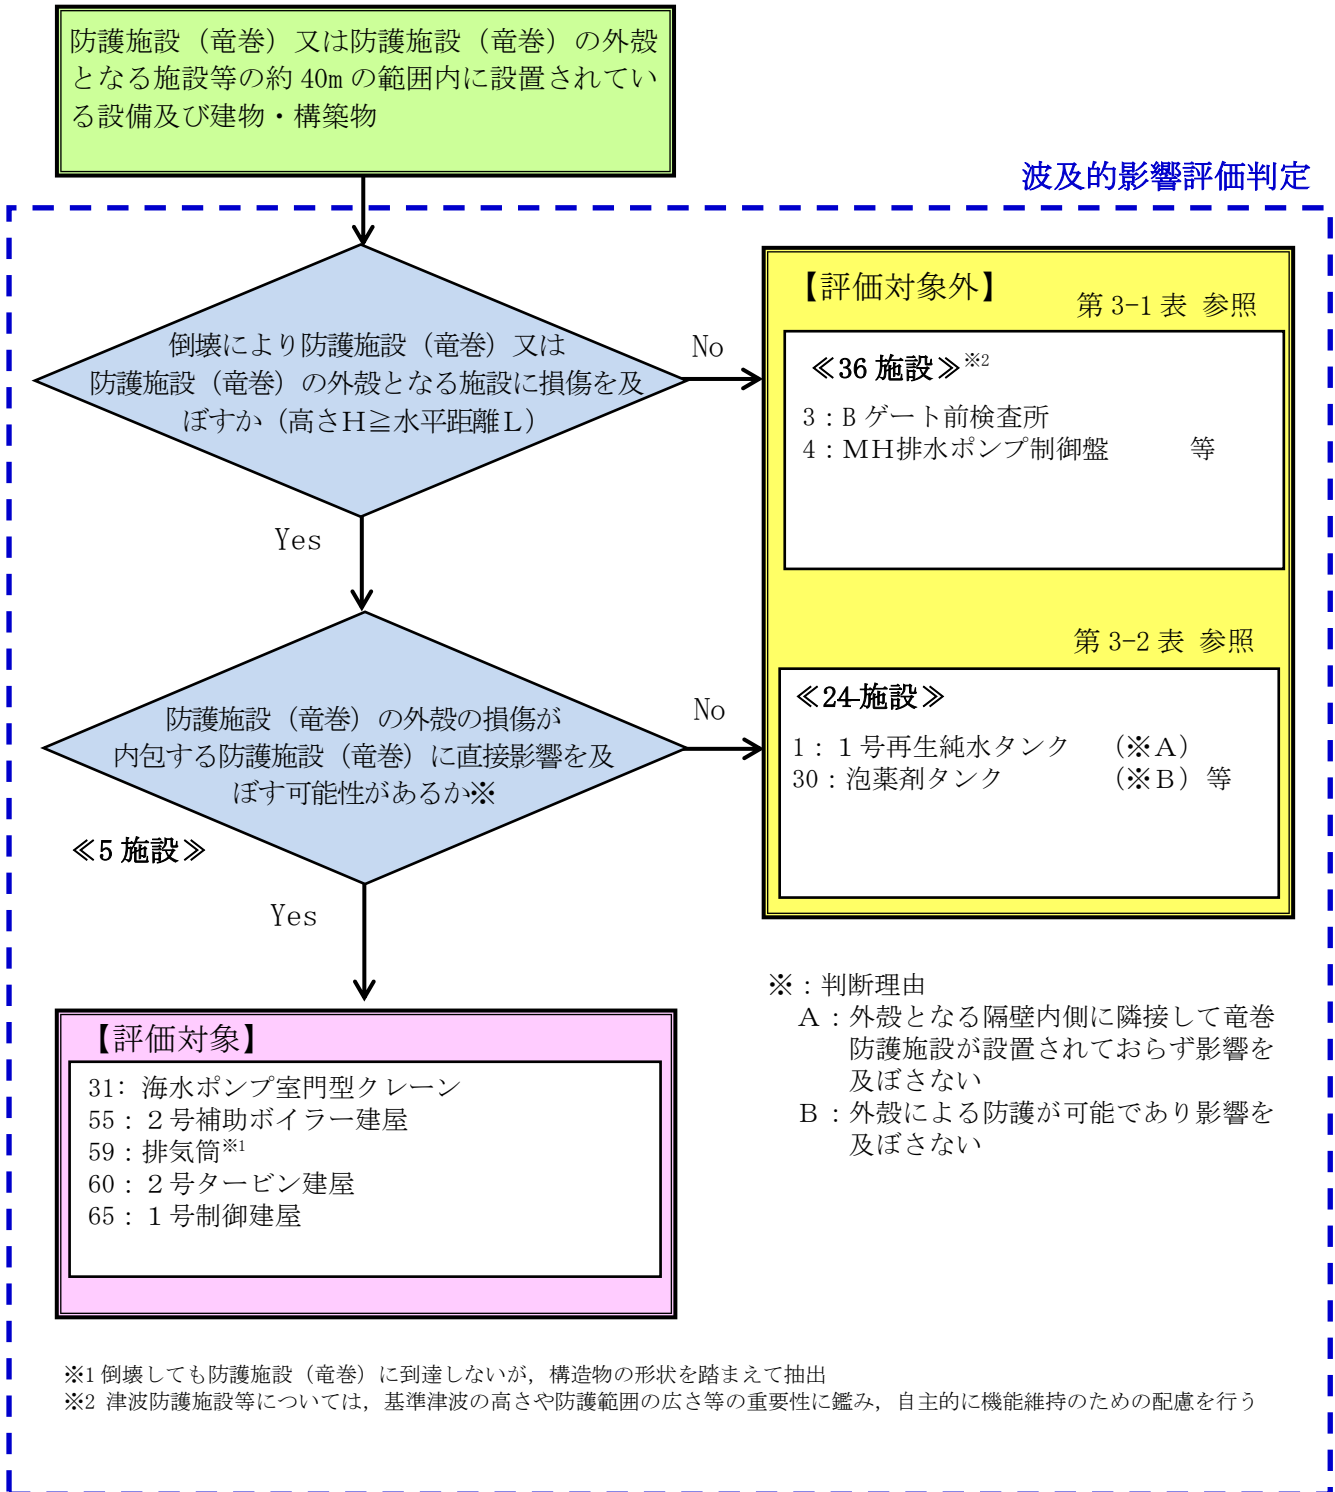 防護施設（竜巻）又は防護施設（竜巻）の外殻
となる施設等の約 40m の範囲内に設置されてい
る設備及び建物・構築物
波及的影響評価判定
倒壊により防護施設（竜巻）又は
防護施設（竜巻）の外殻となる施設に損傷を及
ぼすか（高さＨ≧水平距離Ｌ）
No
Yes
【評価対象外】
第 3-1 表 参照
≪36 施設≫※2
3：B ゲート前検査所
4：ＭＨ排水ポンプ制御盤 等
第 3-2 表 参照
≪24 施設≫
1：１号再生純水タンク （※Ａ）
30：泡薬剤タンク （※Ｂ）等
防護施設（竜巻）の外殻の損傷が
内包する防護施設（竜巻）に直接影響を及
ぼす可能性があるか※
No
≪5 施設≫
Yes
【評価対象】
31：海水ポンプ室門型クレーン
55：２号補助ボイラー建屋
59：排気筒※1
60：２号タービン建屋
65：１号制御建屋
※：判断理由
Ａ：外殻となる隔壁内側に隣接して竜巻
防護施設が設置されておらず影響を
及ぼさない
Ｂ：外殻による防護が可能であり影響を
及ぼさない
※1 倒壊しても防護施設（竜巻）に到達しないが，構造物の形状を踏まえて抽出
※2 津波防護施設等については，基準津波の高さや防護範囲の広さ等の重要性に鑑み，自主的に機能維持のための配慮を行う